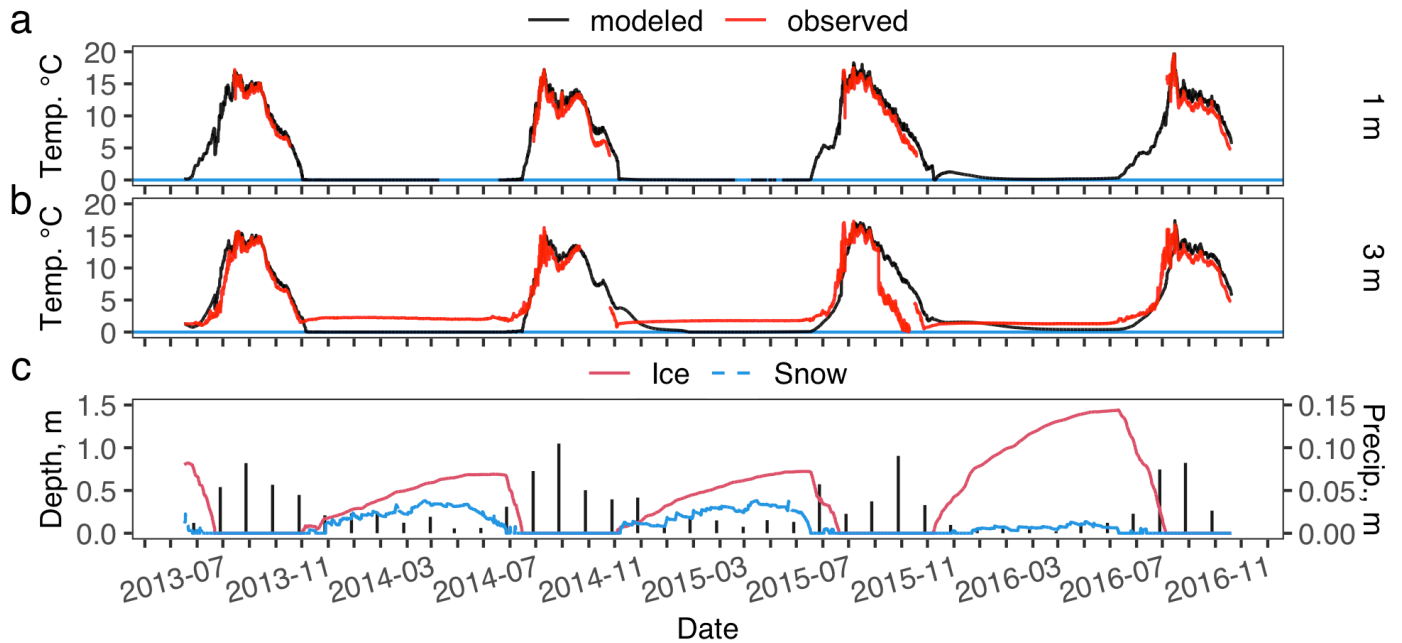 a
modeled observed
Temp. °C
20
15
10
5
0
1 m
b
Temp. °C
20
15
10
5
0
3 m
c
Ice Snow
Depth, m
1.5
1.0
0.5
0.0
0.15
0.10
0.05
0.00
Precip., m
2013-07 2013-11 2014-03 2014-07 2014-11 2015-03 2015-07 2015-11 2016-03 2016-07 2016-11
Date